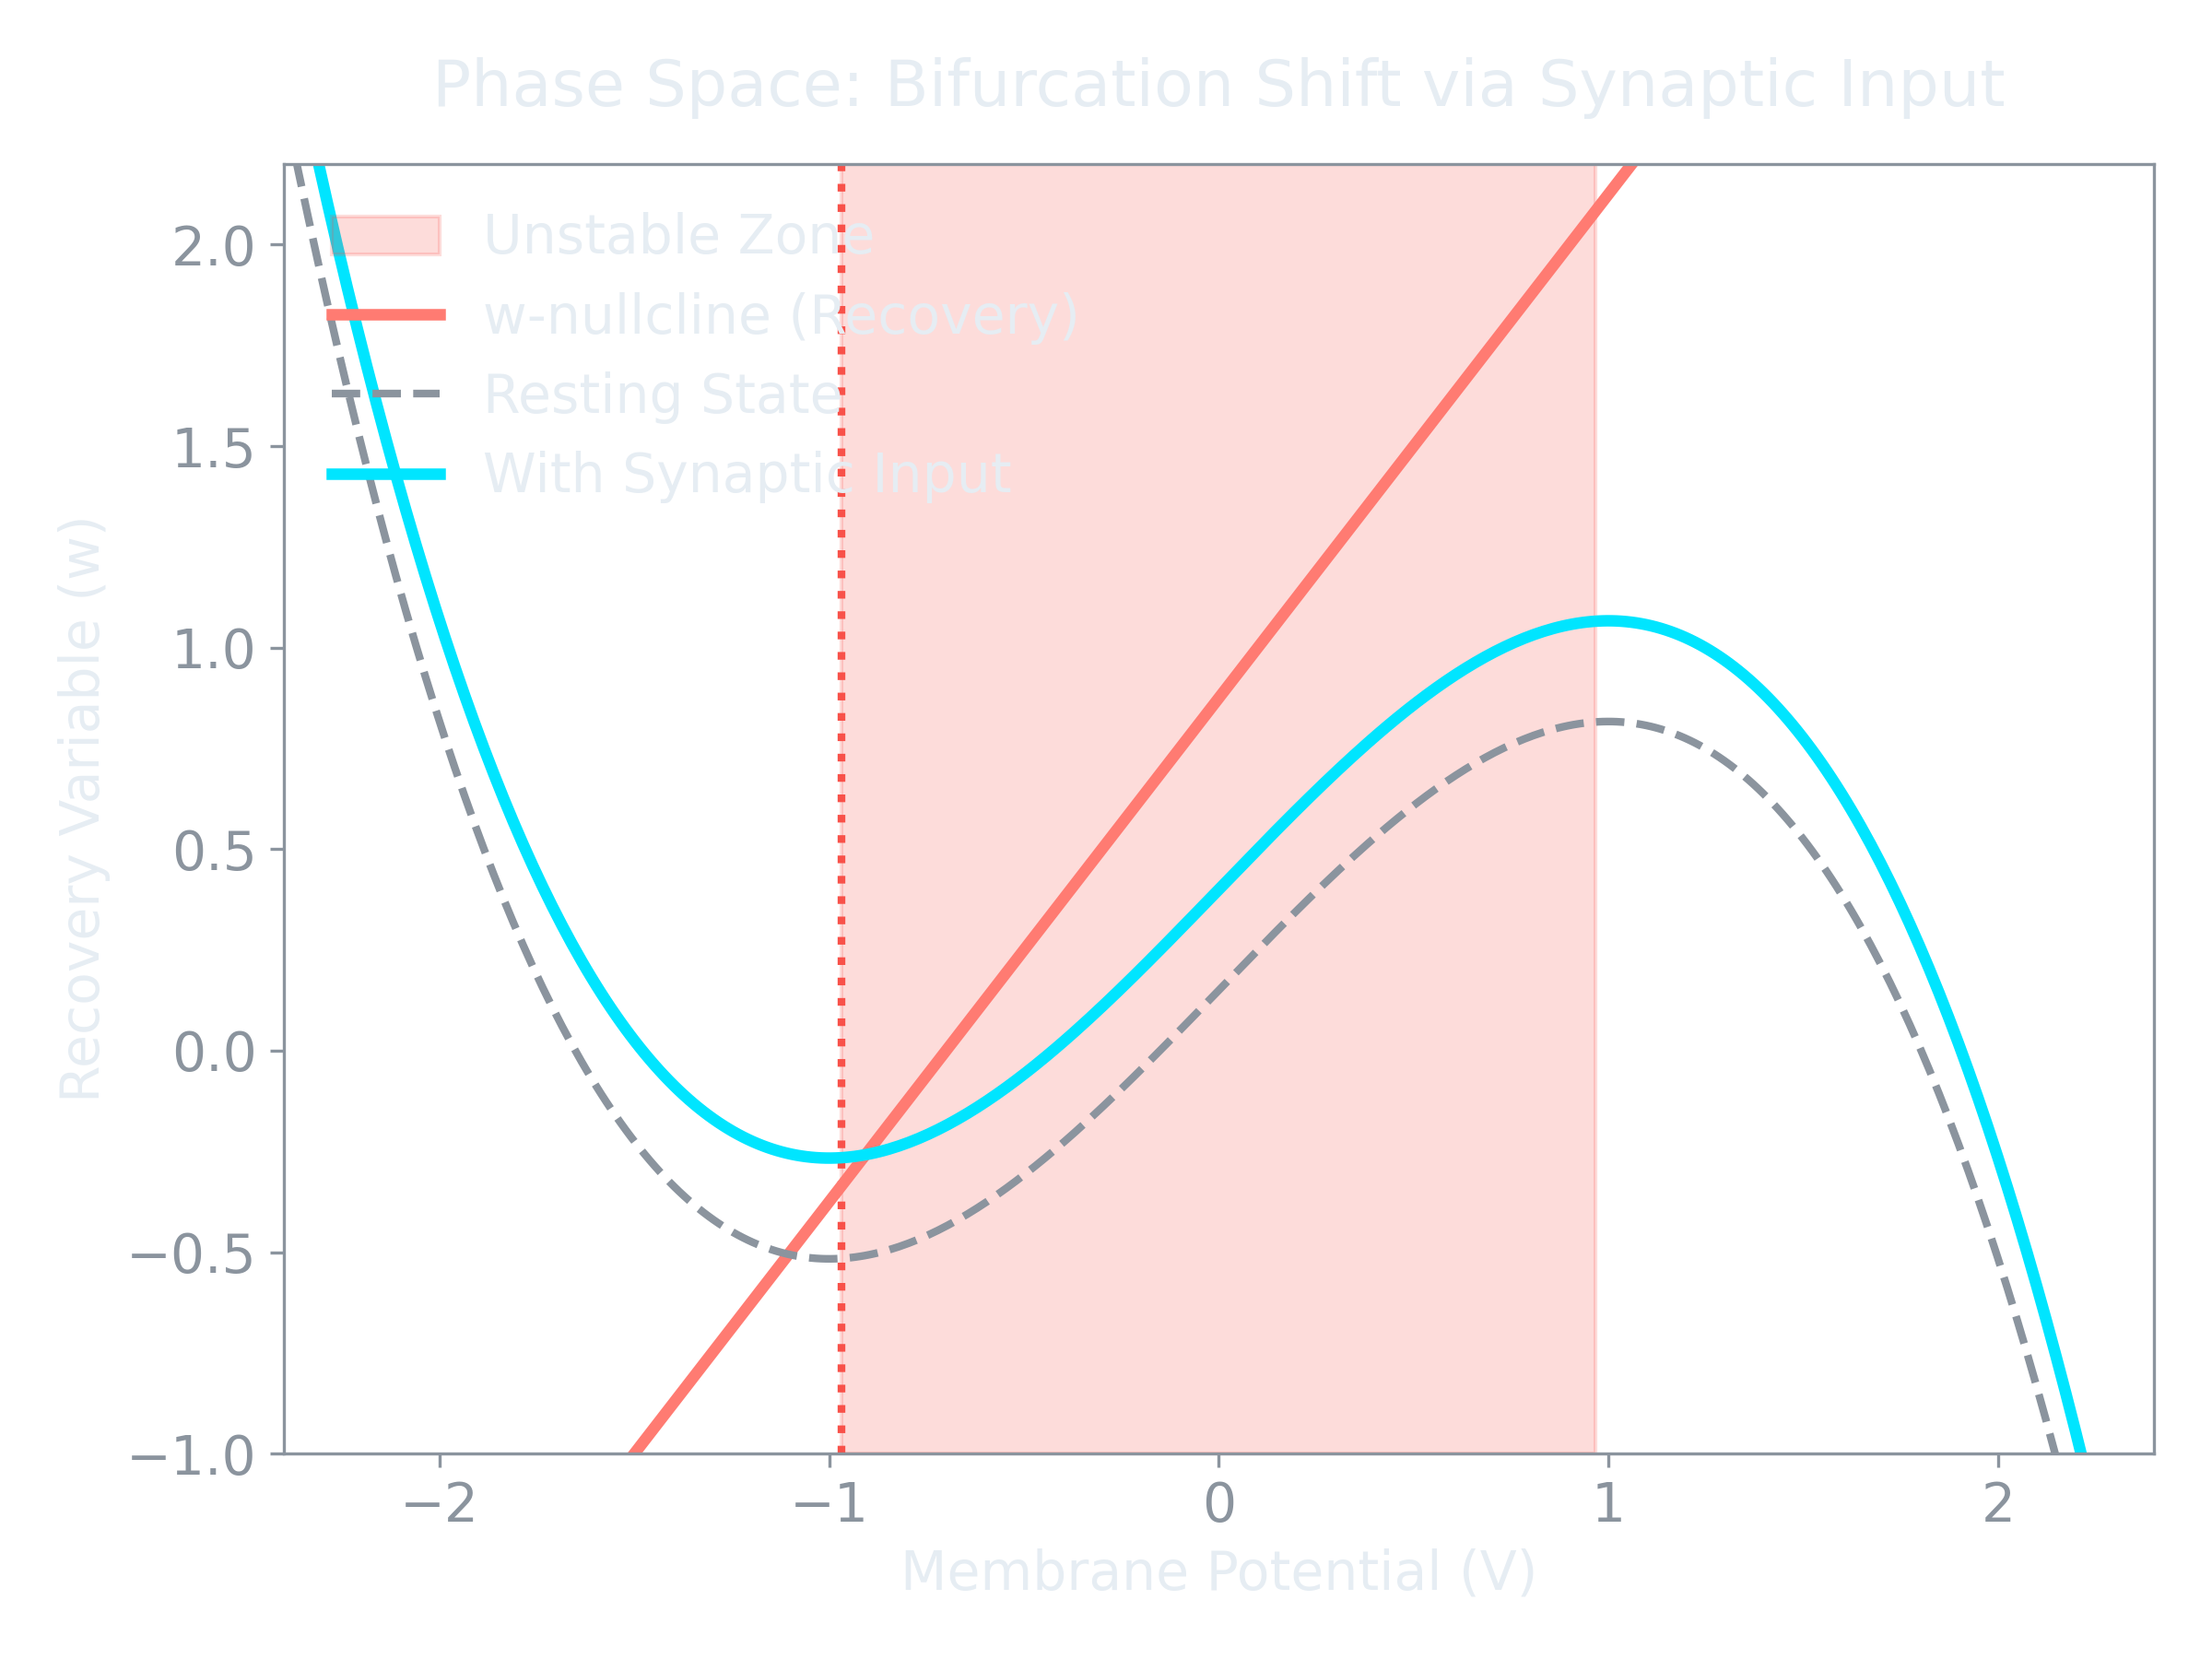 Phase Space: Bifurcation Shift via Synaptic Input
Unstable Zone
w-nullcline (Recovery)
Resting State
With Synaptic Input
Recovery Variable (w)
2.0
1.5
1.0
0.5
0.0
−0.5
−1.0
−2 −1 0 1 2
Membrane Potential (V)